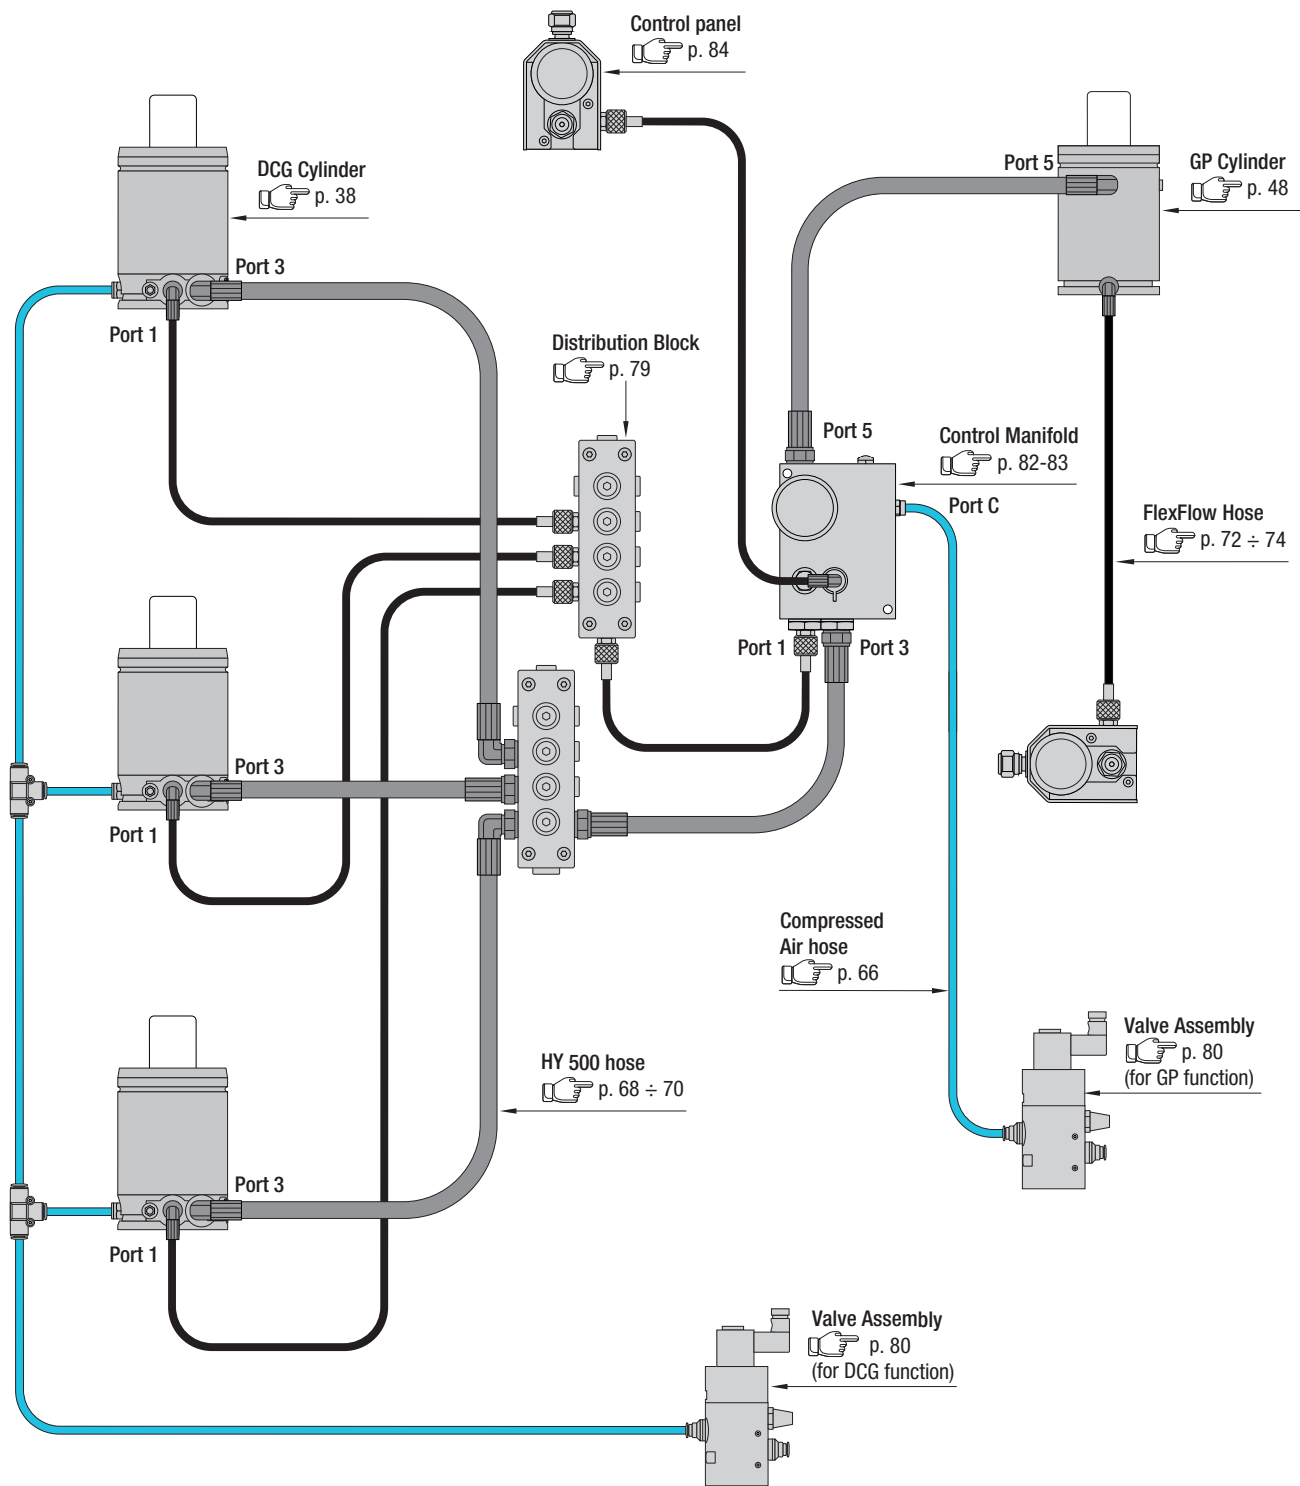 Control panel
p. 84
DCG Cylinder
p. 38
Port 5
GP Cylinder
p. 48
Port 3
Port 1
Distribution Block
p. 79
Port 5
Control Manifold
p. 82-83
Port C
FlexFlow Hose
p. 72 ÷ 74
Port 1
Port 3
Port 3
Port 1
Compressed
Air hose
p. 66
HY 500 hose
p. 68 ÷ 70
Valve Assembly
p. 80
(for GP function)
Port 3
Port 1
Valve Assembly
p. 80
(for DCG function)